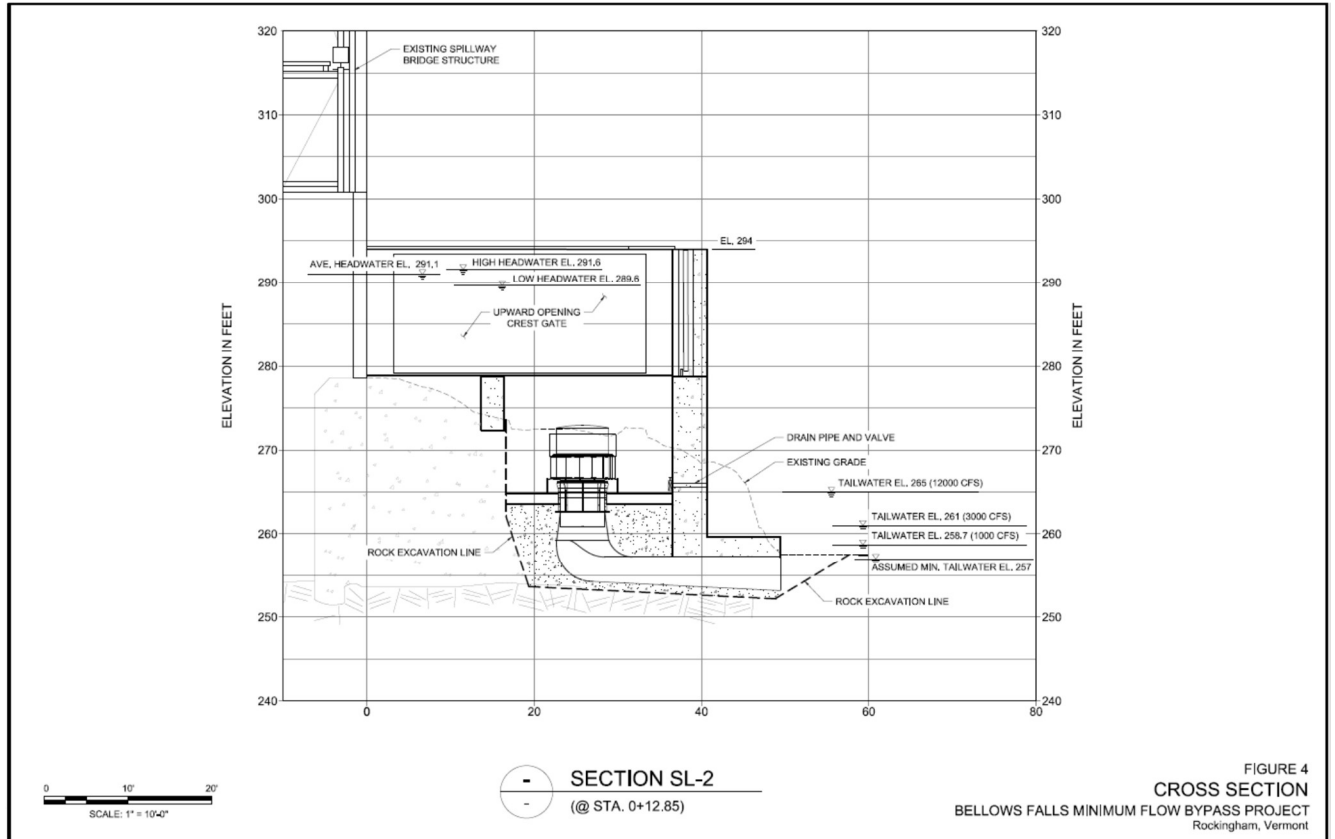 320
320
EXISTING SPILLWAY
BRIDGE STRUCTURE
310
310
300
300
EL. 294
AVE. HEADWATER EL. 291.1
HIGH HEADWATER EL. 291.6
LOW HEADWATER EL. 289.6
290
290
UPWARD OPENING
CREST GATE
ELEVATION IN FEET
ELEVATION IN FEET
280
280
DRAIN PIPE AND VALVE
270
270
EXISTING GRADE
TAILWATER EL. 265 (12000 CFS)
TAILWATER EL. 261 (3000 CFS)
260
TAILWATER EL. 258.7 (1000 CFS)
260
ROCK EXCAVATION LINE
ASSUMED MIN. TAILWATER EL. 257
ROCK EXCAVATION LINE
250
250
240
240
0
20
40
60
80
0 10' 20'
SCALE: 1" = 10'-0"
-
-
SECTION SL-2
(@ STA. 0+12.85)
FIGURE 4
CROSS SECTION
BELLOWS FALLS MINIMUM FLOW BYPASS PROJECT
Rockingham, Vermont